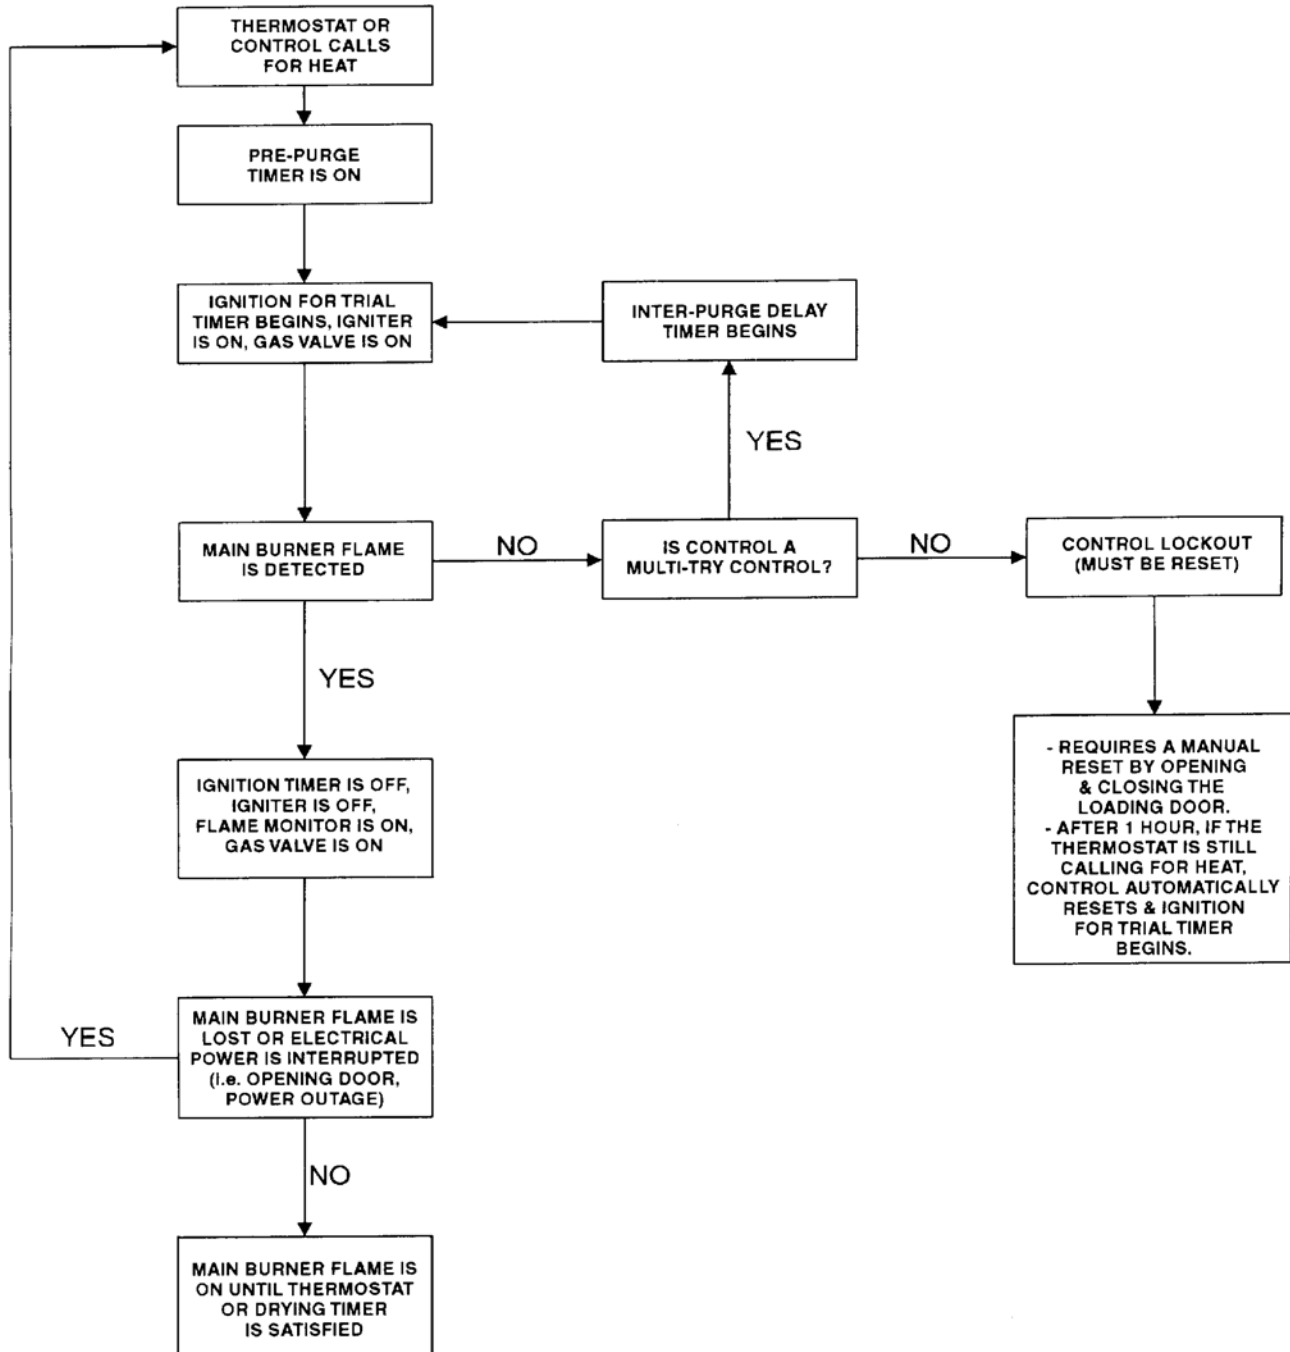 THERMOSTAT OR
CONTROL CALLS
FOR HEAT
PRE-PURGE
TIMER IS ON
IGNITION FOR TRIAL
TIMER BEGINS, IGNITER
IS ON, GAS VALVE IS ON
INTER-PURGE DELAY
TIMER BEGINS
YES
MAIN BURNER FLAME
IS DETECTED
NO
IS CONTROL A
MULTI-TRY CONTROL?
NO
CONTROL LOCKOUT
(MUST BE RESET)
YES
IGNITION TIMER IS OFF,
IGNITER IS OFF,
FLAME MONITOR IS ON,
GAS VALVE IS ON
- REQUIRES A MANUAL
RESET BY OPENING
& CLOSING THE
LOADING DOOR.
- AFTER 1 HOUR, IF THE
THERMOSTAT IS STILL
CALLING FOR HEAT,
CONTROL AUTOMATICALLY
RESETS & IGNITION
FOR TRIAL TIMER
BEGINS.
YES
MAIN BURNER FLAME IS
LOST OR ELECTRICAL
POWER IS INTERRUPTED
(i.e. OPENING DOOR,
POWER OUTAGE)
NO
MAIN BURNER FLAME IS
ON UNTIL THERMOSTAT
OR DRYING TIMER
IS SATISFIED